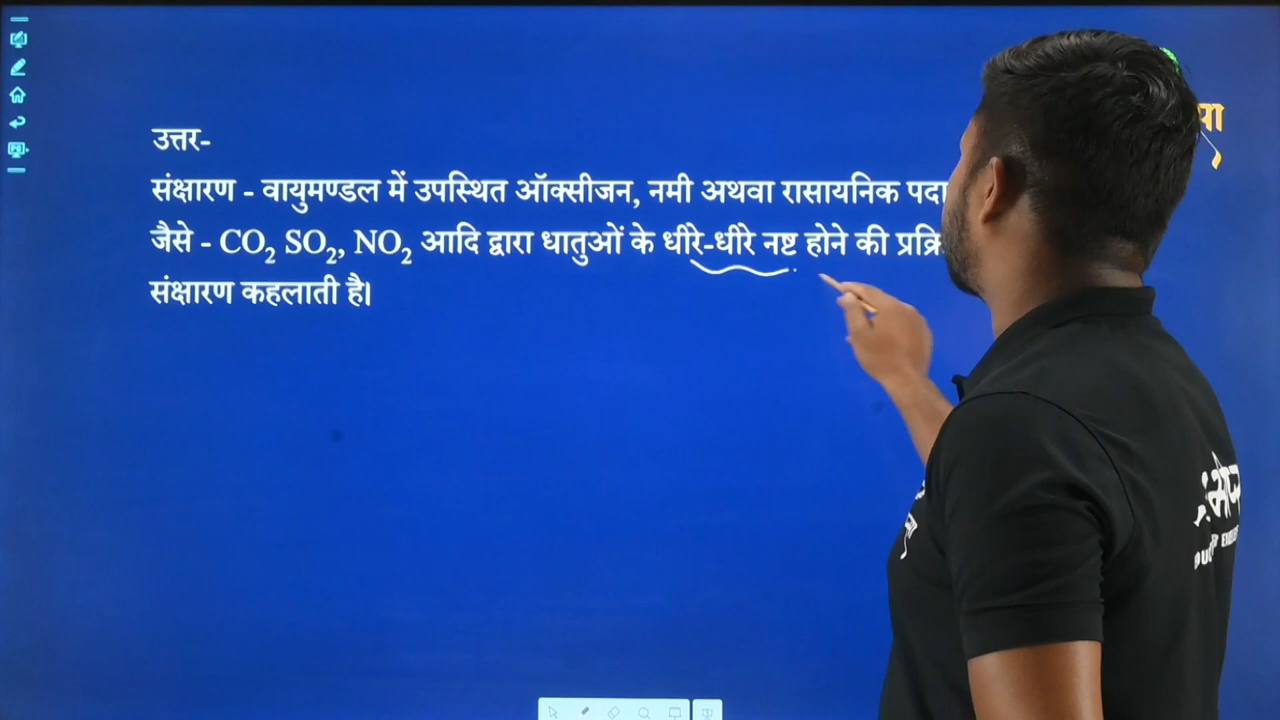 उत्तर-
संक्षारण - वायुमण्डल में उपस्थित ऑक्सीजन, नमी अथवा रासायनिक
जैसे - CO₂ SO₂, NO₂ आदि द्वारा धातुओं के धीरे-धीरे नष्ट होने की
संक्षारण कहलाती है।